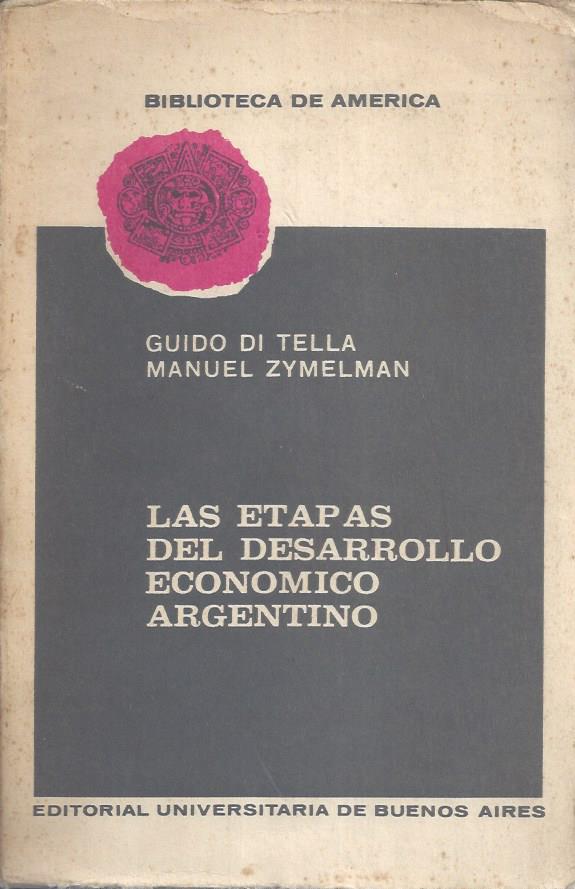 BIBLIOTECA DE AMERICA
GUIDO DI TELLA
MANUEL ZYMELMAN
LAS ETAPAS
DEL DESARROLLO
ECONOMICO
ARGENTINO
EDITORIAL UNIVERSITARIA DE BUENOS AIRES